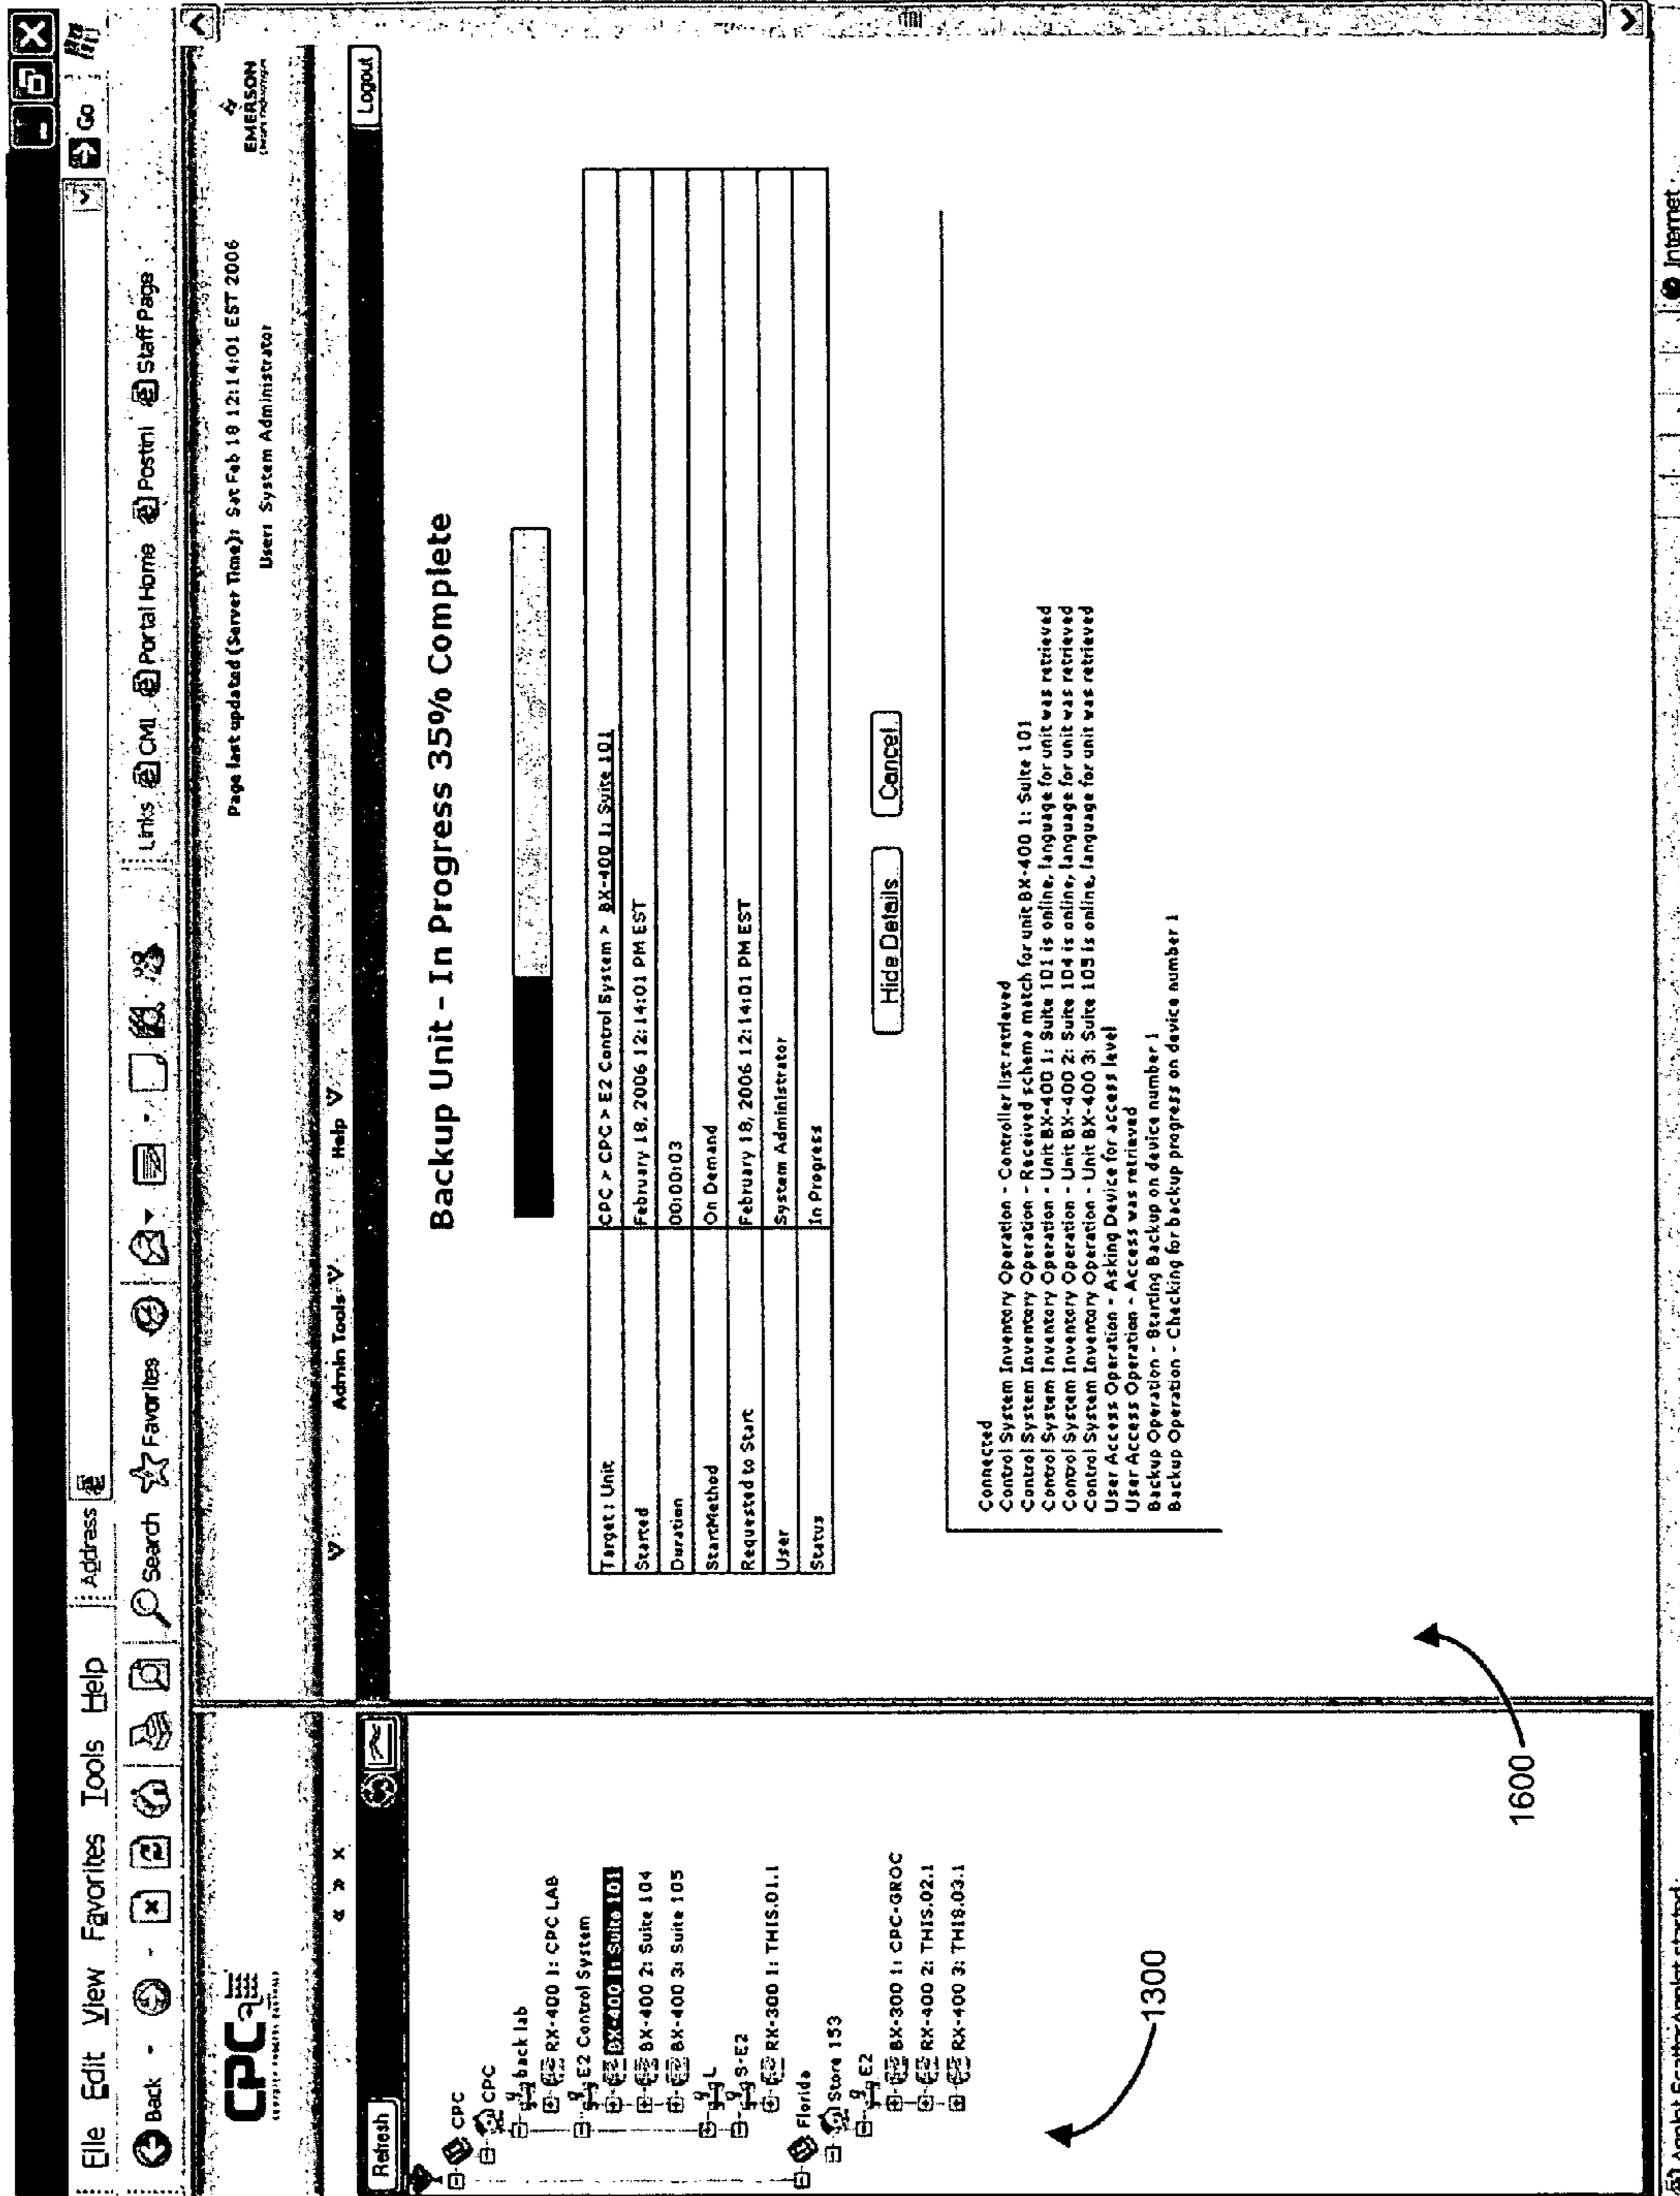 File Edit View Favorites Tools Help
Address
Go
Back
Search
Favorites
Links
CMI
Portal Home
Postini
Staff Page
CPC
Page last updated (Server Time): Sat Feb 18 12:14:01 EST 2006
User: System Administrator
EMERSON
« » ×
Admin Tools
Help
Refresh
Logout
CPC
CPC
back lab
RX-400 1: CPC LAB
E2 Control System
BX-400 1: Suite 101
BX-400 2: Suite 104
BX-400 3: Suite 105
L
S-E2
RX-300 1: THIS.01.1
Florida
Store 153
E2
BX-300 1: CPC-GROC
RX-400 2: THIS.02.1
RX-400 3: THIS.03.1
1300
Backup Unit - In Progress 35% Complete
Target: Unit CPC > CPC > E2 Control System > BX-400 1: Suite 101
Started February 18, 2006 12:14:01 PM EST
Duration 00:00:03
StartMethod On Demand
Requested to Start February 18, 2006 12:14:01 PM EST
User System Administrator
Status In Progress
Hide Details
Cancel
Connected
Control System Inventory Operation - Controller list retrieved
Control System Inventory Operation - Received schema match for unit BX-400 1: Suite 101
Control System Inventory Operation - Unit BX-400 1: Suite 101 is online, language for unit was retrieved
Control System Inventory Operation - Unit BX-400 2: Suite 104 is online, language for unit was retrieved
Control System Inventory Operation - Unit BX-400 3: Suite 105 is online, language for unit was retrieved
User Access Operation - Asking Device for access level
User Access Operation - Access was retrieved
Backup Operation - Starting Backup on device number 1
Backup Operation - Checking for backup progress on device number 1
1600
Applet ScatterApplet started
Internet